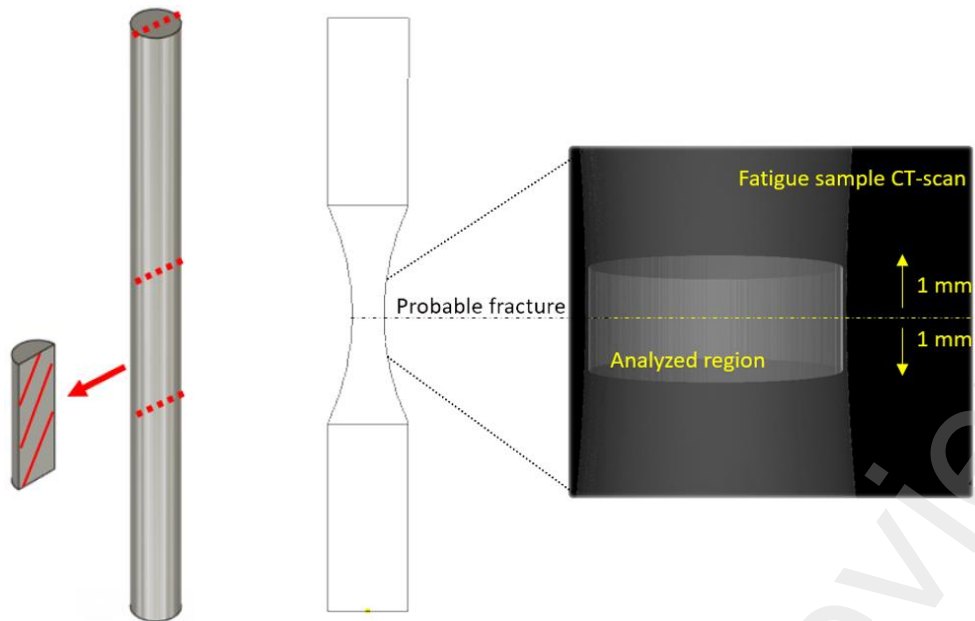 Fatigue sample CT-scan
Probable fracture
1 mm
1 mm
Analyzed region